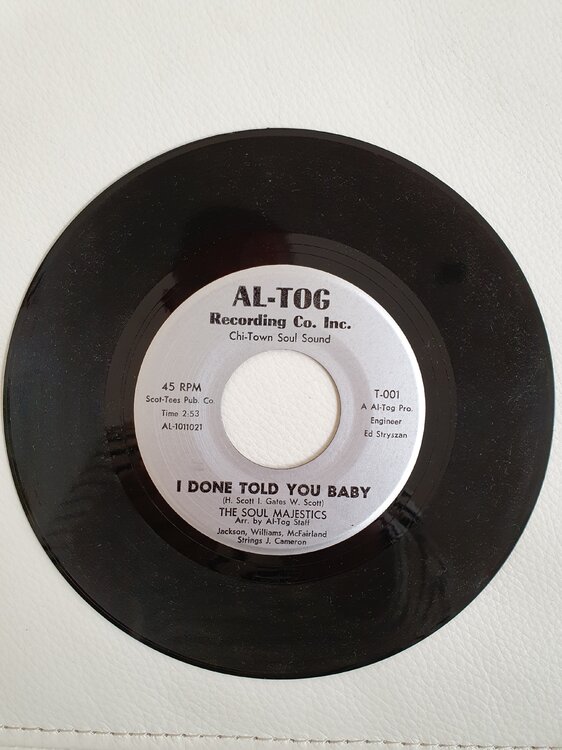 AL-TOG
Recording Co. Inc.
Chi-Town Soul Sound
45 RPM
Scot-Tees Pub. Co
Time 2:53
AL-1011021
T-001
A Al-Tog Pro.
Engineer
Ed Stryszan
I DONE TOLD YOU BABY
(H. Scott I. Gates W. Scott)
THE SOUL MAJESTICS
Arr. by Al-Tog Staff
Jackson, Williams, McFairland
Strings J. Cameron